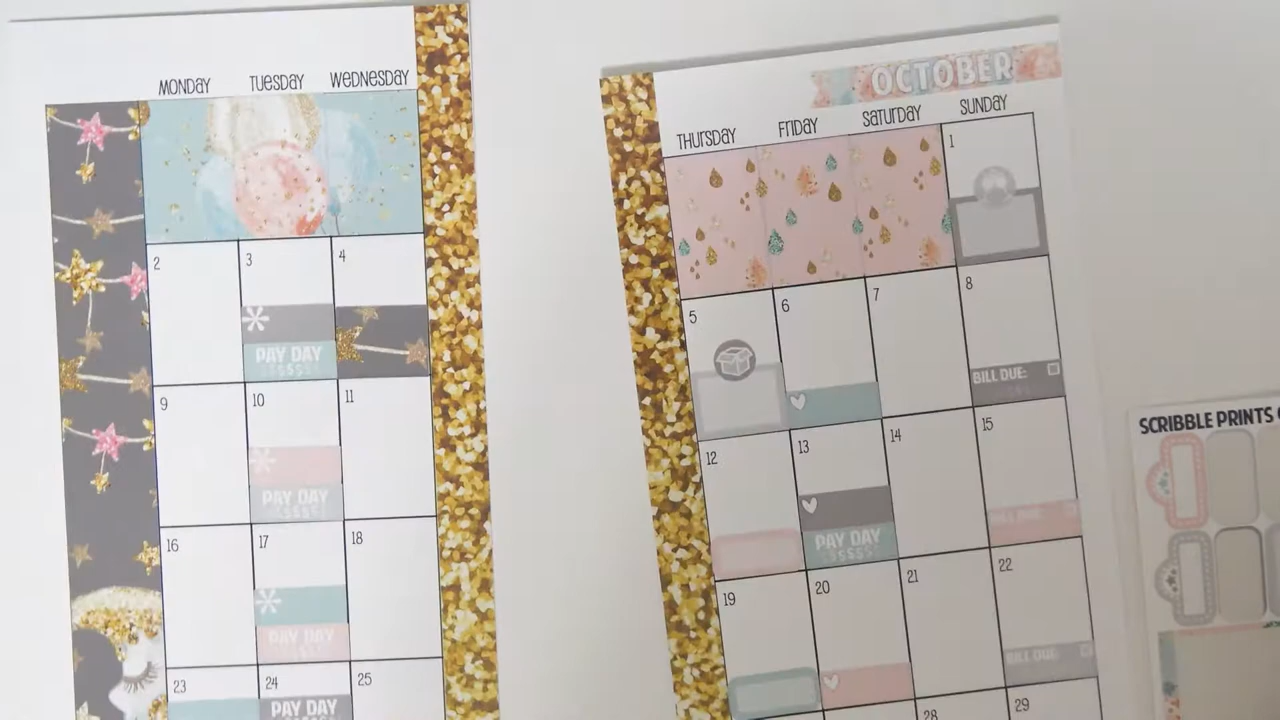 MONDAY TUESDAY WEDNESDAY
2 3 4
PAY DAY
$$$$$
9 10 11
PAY DAY
$$$$$
16 17 18
PAY DAY
$$$$$
23 24 25
PAY DAY
OCTOBER
THURSDAY FRIDAY SATURDAY SUNDAY
1
5 6 7 8
BILL DUE:
12 13 14 15
PAY DAY
$$$$$
BILL DUE:
19 20 21 22
BILL DUE:
28 29
SCRIBBLE PRINTS